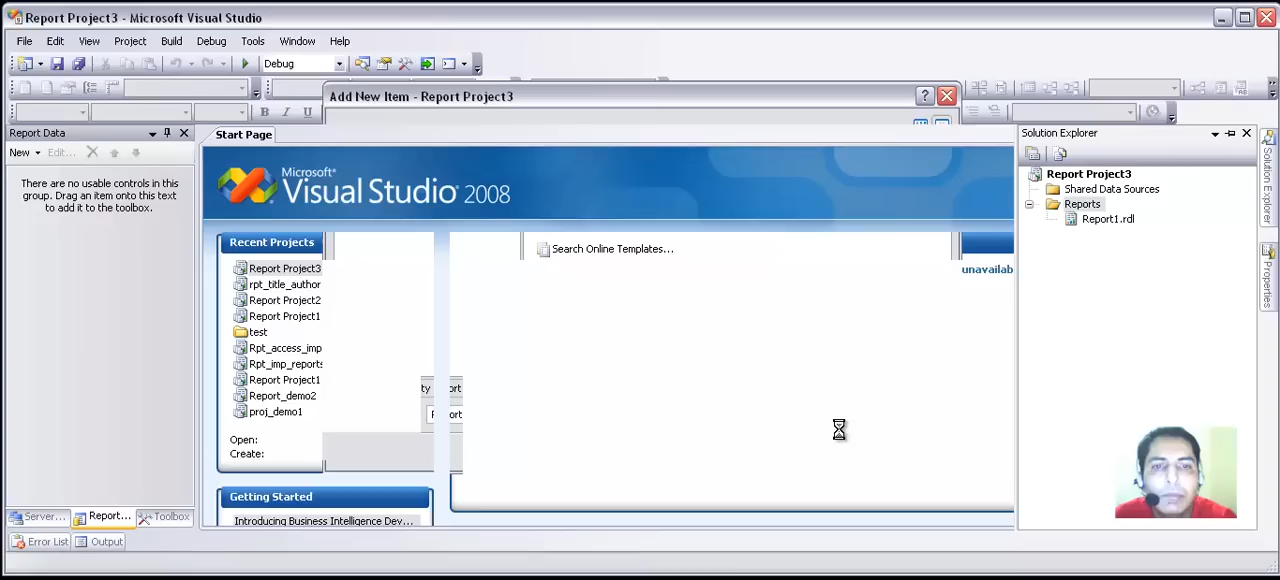 Report Project3 - Microsoft Visual Studio
File Edit View Project Build Debug Tools Window Help
Debug
Add New Item - Report Project3
B I U
Report Data
New Edit...
There are no usable controls in this
group. Drag an item onto this text
to add it to the toolbox.
Server... Report... Toolbox
Error List Output
Start Page
Microsoft®
Visual Studio® 2008
Recent Projects
Report Project3
rpt_title_author
Report Project2
Report Project1
test
Rpt_access_imp
Rpt_imp_reports
Report Project1
Report_demo2
proj_demo1
Open:
Create:
Getting Started
Introducing Business Intelligence Dev...
Search Online Templates...
unavailab
Solution Explorer
Report Project3
Shared Data Sources
Reports
Report1.rdl
Solution Explorer
Properties